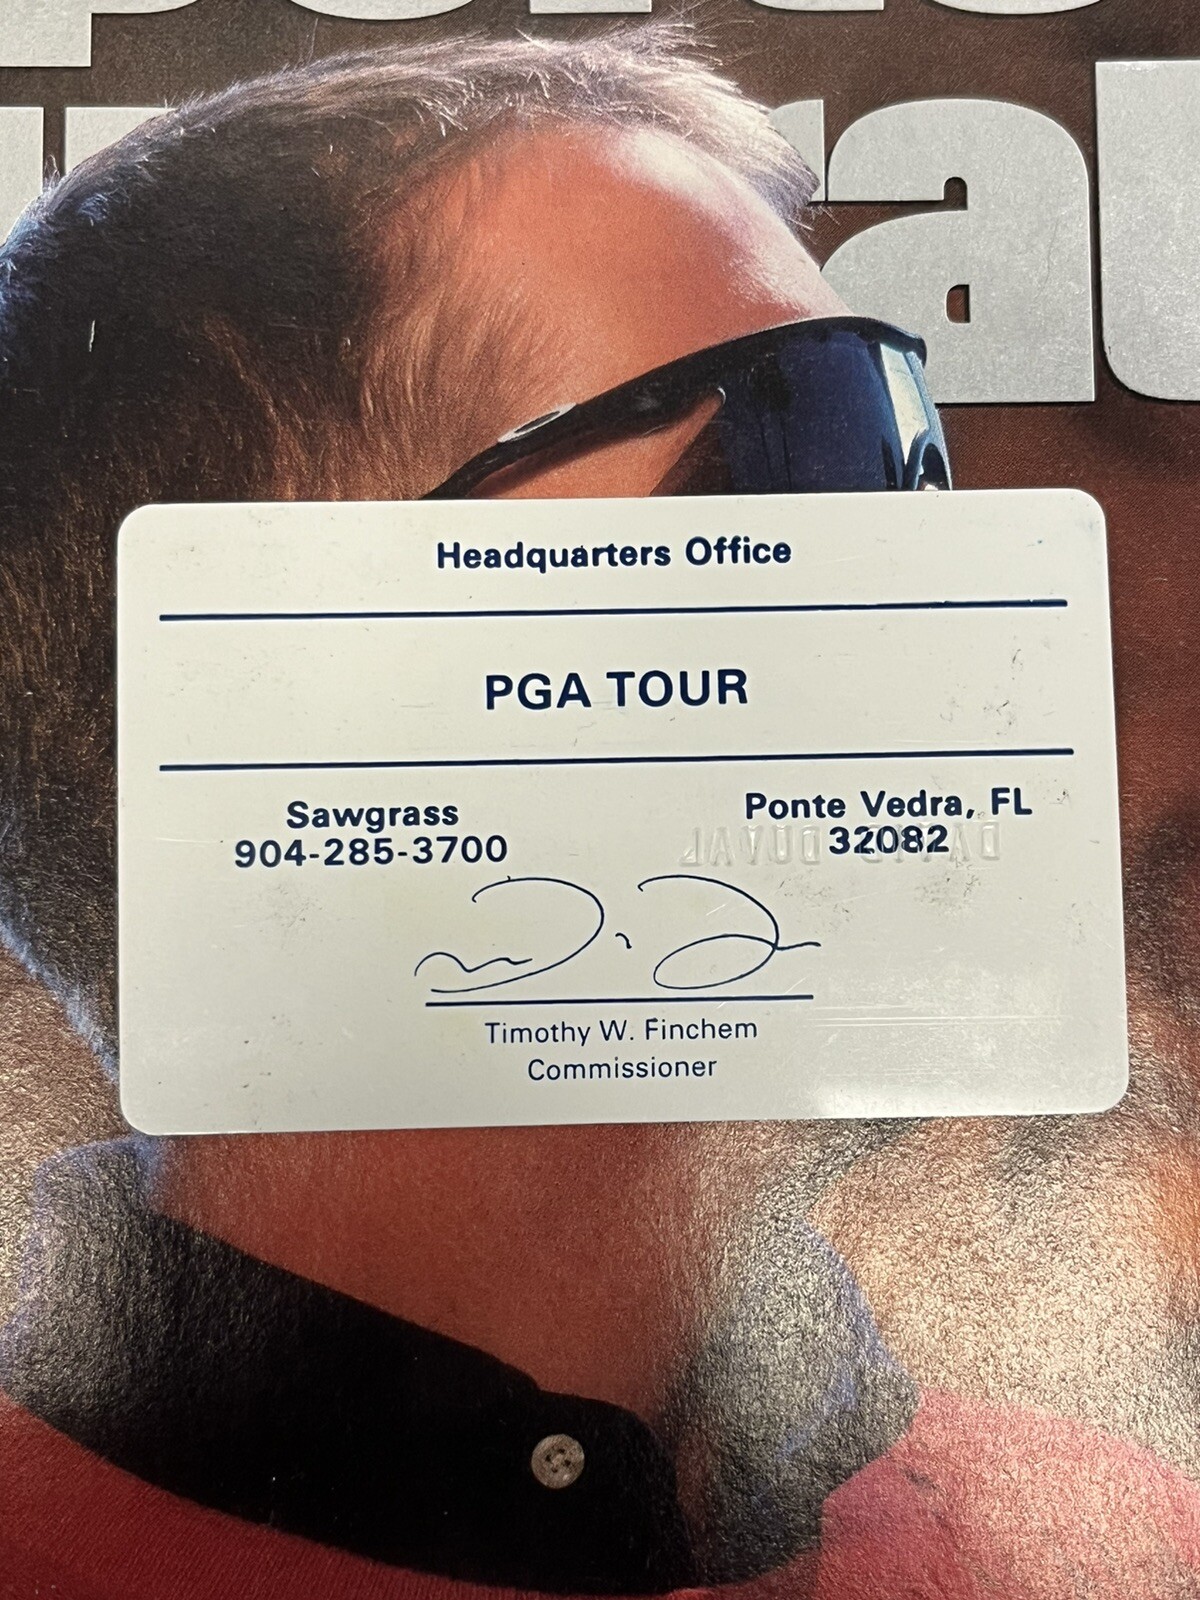 Headquarters Office
PGA TOUR
Sawgrass
904-285-3700
Ponte Vedra, FL
32082
DAVID DUVAL
Timothy W. Finchem
Commissioner